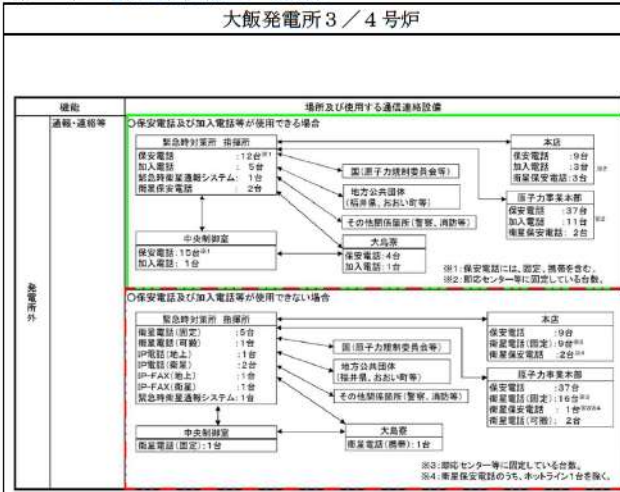 大飯発電所3/4号炉
機能
場所及び使用する通信連絡設備
通報・連絡等
発電所外
○保安電話及び加入電話等が使用できる場合
緊急時対策所 指揮所
保安電話 :12台※1
加入電話 : 5台
緊急時衛星通報システム: 1台
衛星保安電話 : 2台
中央制御室
保安電話:15台※1
加入電話: 1台
国(原子力規制委員会等)
地方公共団体
(福井県、おおい町等)
その他関係箇所(警察、消防等)
大島寮
保安電話:4台
加入電話:1台
本店
保安電話 :9台
加入電話 :3台
衛星保安電話:3台
※2
原子力事業本部
保安電話 :37台
加入電話 :11台
衛星保安電話: 2台
※2
※1:保安電話には、固定、携帯を含む。
※2:即応センター等に固定している台数。
○保安電話及び加入電話等が使用できない場合
緊急時対策所 指揮所
衛星電話(固定) :5台
衛星電話(可搬) :1台
IP電話(地上) :1台
IP電話(衛星) :2台
IP-FAX(地上) :1台
IP-FAX(衛星) :1台
緊急時衛星通報システム:1台
中央制御室
衛星電話(固定):1台
国(原子力規制委員会等)
地方公共団体
(福井県、おおい町等)
その他関係箇所(警察、消防等)
大島寮
衛星電話(携帯):1台
本店
保安電話 :9台
衛星電話(固定):9台※3
衛星保安電話 :2台※4
原子力事業本部
保安電話 :37台
衛星電話(固定):16台※3
衛星保安電話 : 1台
衛星電話(可搬): 2台
※3:即応センター等に固定している台数。
※4:衛星保安電話のうち、ホットライン1台を除く。